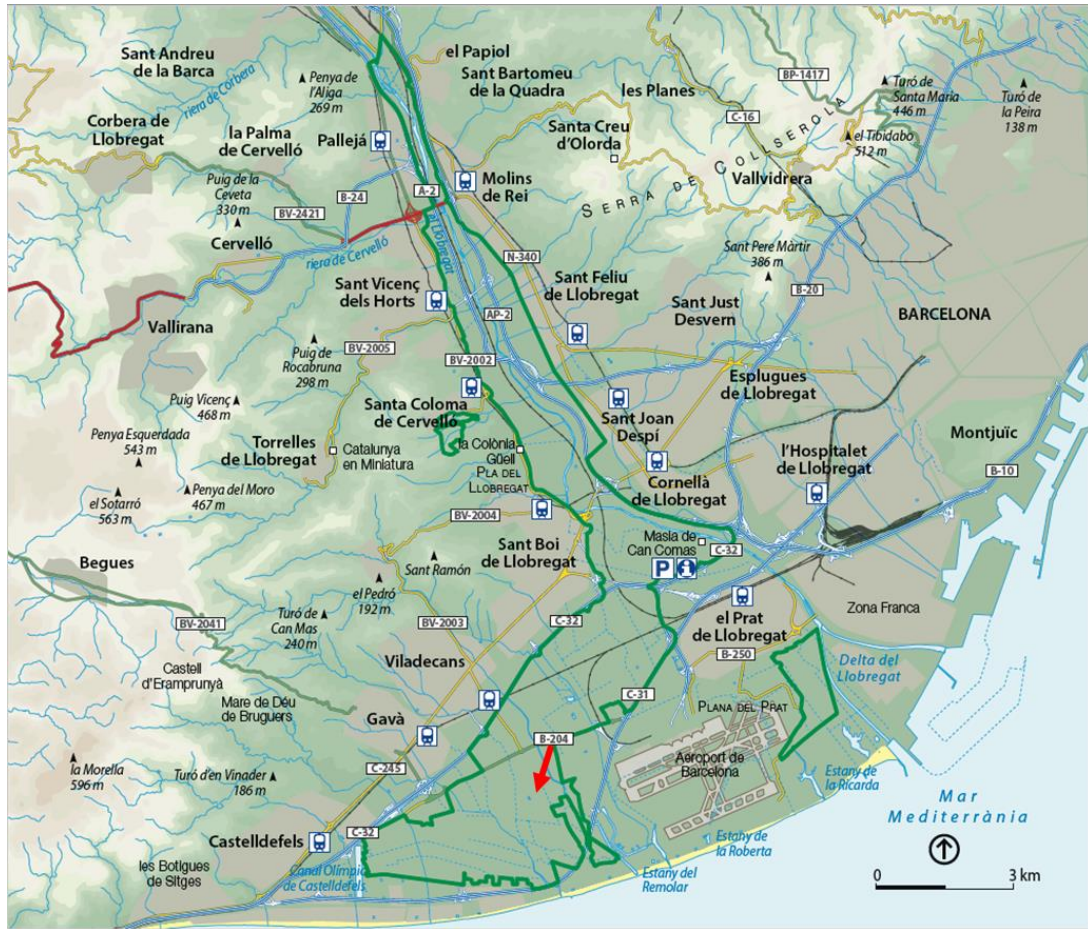 el Papiol
Sant Andreu
de la Barca
Penya de
l'Aliga
269 m
Sant Bartomeu
de la Quadra
les Planes
BP-1417
Turó de
Santa Maria
446 m
Turó de
la Peira
138 m
riera de Corbera
Corbera de
Llobregat
la Palma
de Cervelló
Pallejá
Santa Creu
d'Olorda
C-16
el Tibidabo
512 m
SERRA DE COLLSEROLA
Vallvidrera
Puig de la
Ceveta
330 m
B-24
A-2
Molins
de Rei
BV-2421
el Llobregat
Cervelló
riera de Cervelló
N-340
Sant Pere Màrtir
386 m
Sant Vicenç
dels Horts
Sant Feliu
de Llobregat
B-20
Vallirana
AP-2
Sant Just
Desvern
BARCELONA
Puig de
Rocabruna
298 m
BV-2005
BV-2002
Esplugues
de Llobregat
Puig Vicenç
468 m
Santa Coloma
de Cervelló
Sant Joan
Despí
Penya Esquerdada
543 m
Torrelles
de Llobregat
Catalunya
en Miniatura
la Colònia
Güell
PLA DEL
LLOBREGAT
Cornellà
de Llobregat
l'Hospitalet
de Llobregat
Montjuïc
B-10
el Sotarró
563 m
Penya del Moro
467 m
BV-2004
Masia de
Can Comas
C-32
P
i
Begues
Sant Ramón
Sant Boi
de Llobregat
el Pedró
192 m
el Prat
de Llobregat
Zona Franca
BV-2041
Turó de
Can Mas
240 m
BV-2003
C-32
B-250
Castell
d'Eramprunyà
Viladecans
Delta del
Llobregat
Mare de Déu
de Bruguers
C-31
PLANA DEL PRAT
Gavà
B-204
Aeroport de
Barcelona
la Morella
596 m
Turó d'en Vinader
186 m
C-245
Estany de
la Ricarda
Mar
Mediterrània
Castelldefels
C-32
Estany de
la Roberta
les Botigues
de Sitges
Canal Olímpic
de Castelldefels
Estany del
Remolar
0 3 km